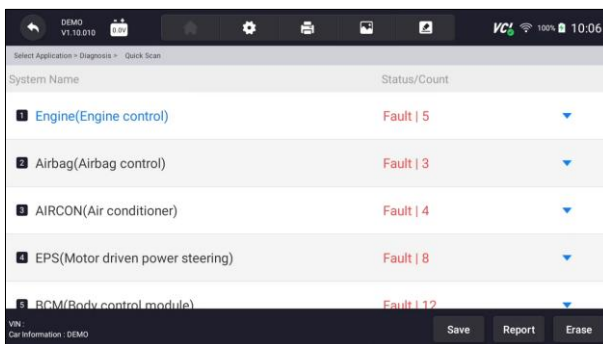 DEMO
V1.10.010
0.0V
VC!
100%
10:06
Select Application > Diagnosis > Quick Scan
System Name Status/Count
1 Engine(Engine control) Fault | 5
2 Airbag(Airbag control) Fault | 3
3 AIRCON(Air conditioner) Fault | 4
4 EPS(Motor driven power steering) Fault | 8
5 BCM(Body control module) Fault | 12
VIN :
Car Information : DEMO
Save Report Erase